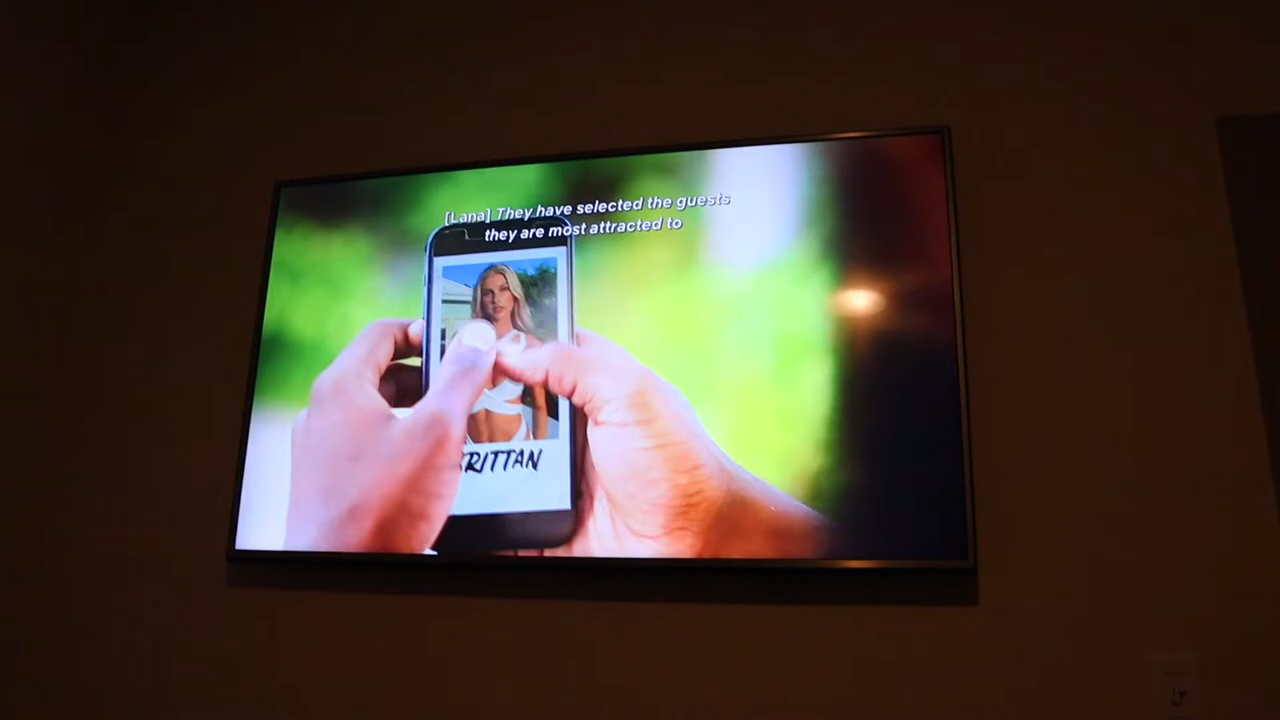 [Lana] They have selected the guests
they are most attracted to
RITTAN